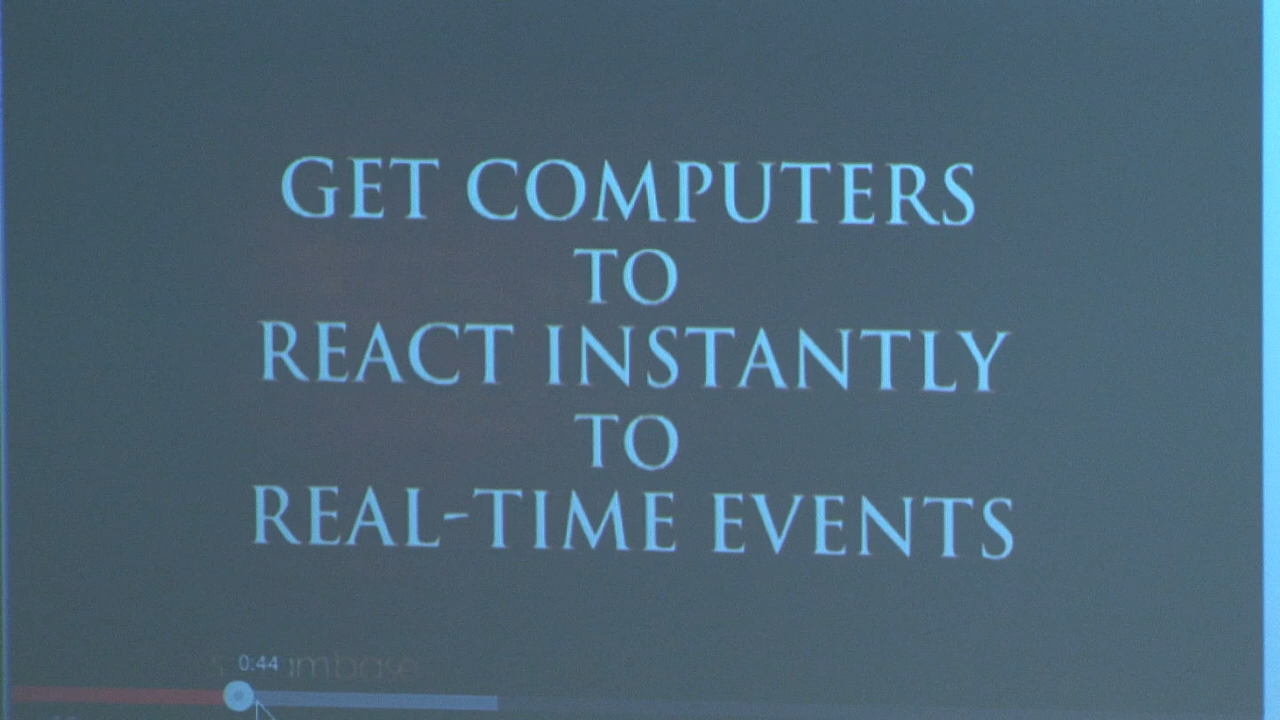 GET COMPUTERS
TO
REACT INSTANTLY
TO
REAL-TIME EVENTS
0:44